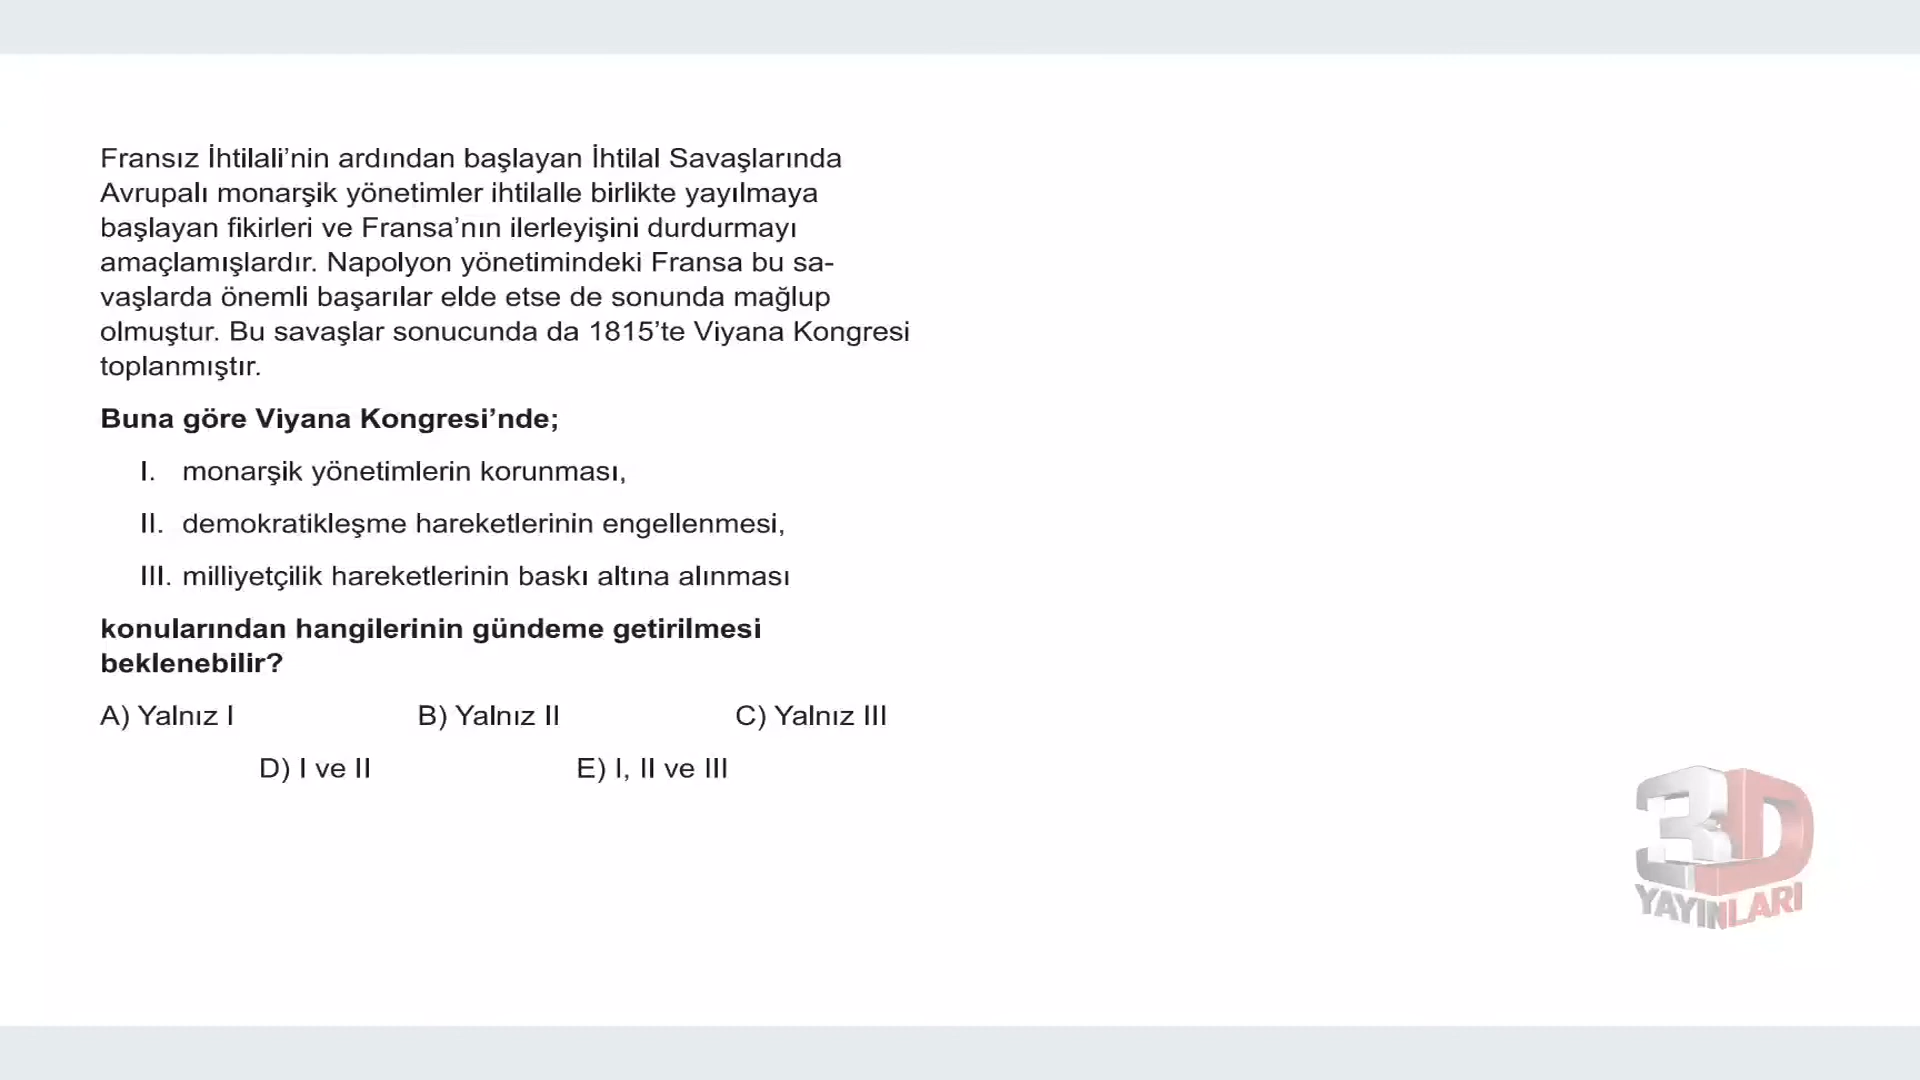 Fransız İhtilali’nin ardından başlayan İhtilal Savaşlarında
Avrupalı monarşik yönetimler ihtilalle birlikte yayılmaya
başlayan fikirleri ve Fransa’nın ilerleyişini durdurmayı
amaçlamışlardır. Napolyon yönetimindeki Fransa bu sa-
vaşlarda önemli başarılar elde etse de sonunda mağlup
olmuştur. Bu savaşlar sonucunda da 1815’te Viyana Kongresi
toplanmıştır.
Buna göre Viyana Kongresi’nde;
I. monarşik yönetimlerin korunması,
II. demokratikleşme hareketlerinin engellenmesi,
III. milliyetçilik hareketlerinin baskı altına alınması
konularından hangilerinin gündeme getirilmesi
beklenebilir?
A) Yalnız I B) Yalnız II C) Yalnız III
D) I ve II E) I, II ve III
3D
YAYINLARI